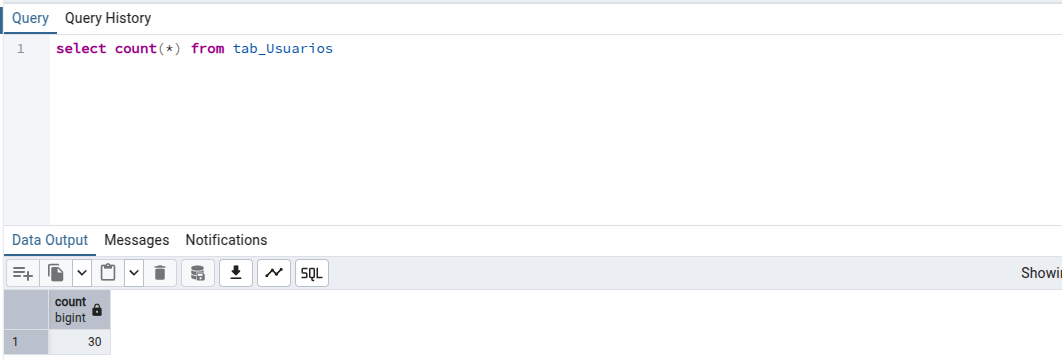 Query Query History
1 select count(*) from tab_Usuarios
Data Output Messages Notifications
SQL
Showi
count
bigint
1 30